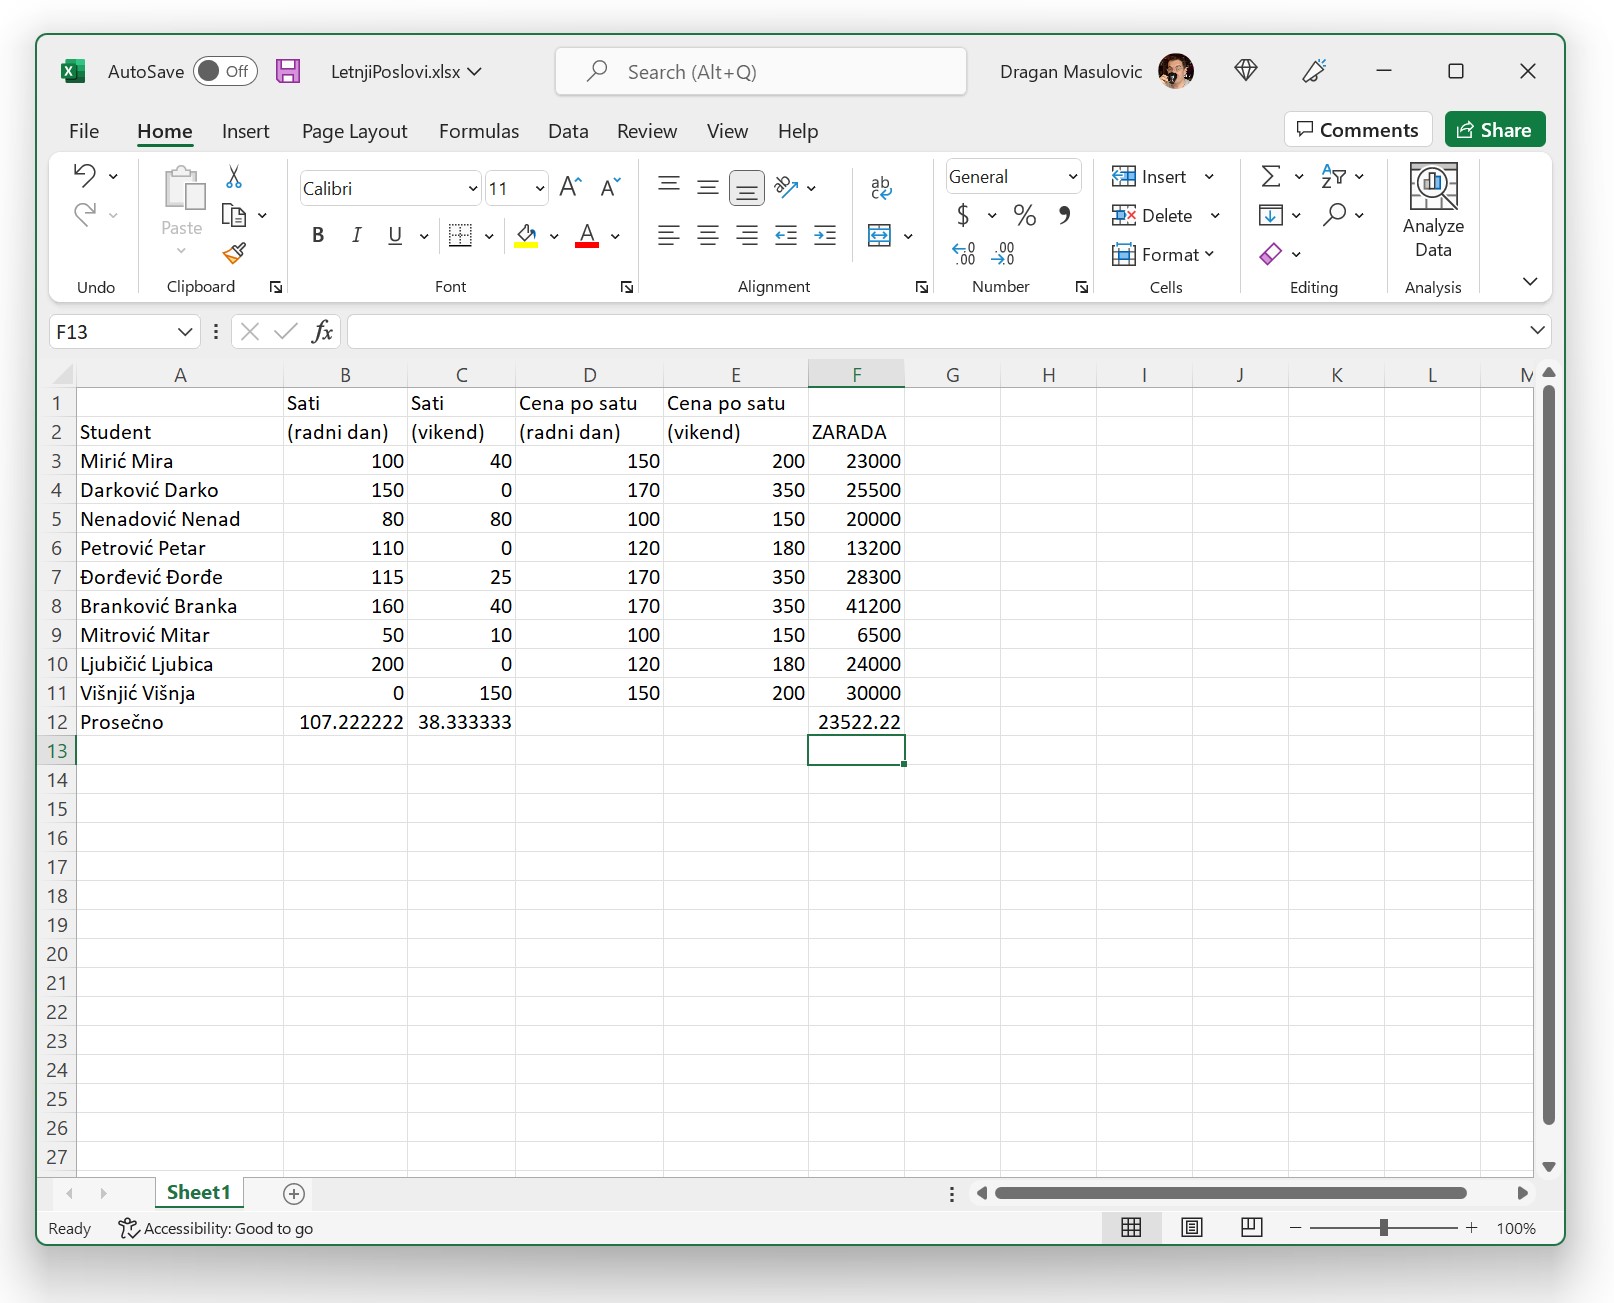 AutoSave Off LetnjiPoslovi.xlsx Search (Alt+Q) Dragan Masulovic
File Home Insert Page Layout Formulas Data Review View Help Comments Share
Paste Calibri 11 B I U A A A ab c General $ % Insert Delete Format Analyze Data
Undo Clipboard Font Alignment Number Cells Editing Analysis
F13 fx
A B C D E F G H I J K L M
1 Sati Sati Cena po satu Cena po satu
2 Student (radni dan) (vikend) (radni dan) (vikend) ZARADA
3 Mirić Mira 100 40 150 200 23000
4 Darković Darko 150 0 170 350 25500
5 Nenadović Nenad 80 80 100 150 20000
6 Petrović Petar 110 0 120 180 13200
7 Đorđević Đorđe 115 25 170 350 28300
8 Branković Branka 160 40 170 350 41200
9 Mitrović Mitar 50 10 100 150 6500
10 Ljubičić Ljubica 200 0 120 180 24000
11 Višnjić Višnja 0 150 150 200 30000
12 Prosečno 107.222222 38.333333 23522.22
13
14
15
16
17
18
19
20
21
22
23
24
25
26
27
Sheet1
Ready Accessibility: Good to go 100%